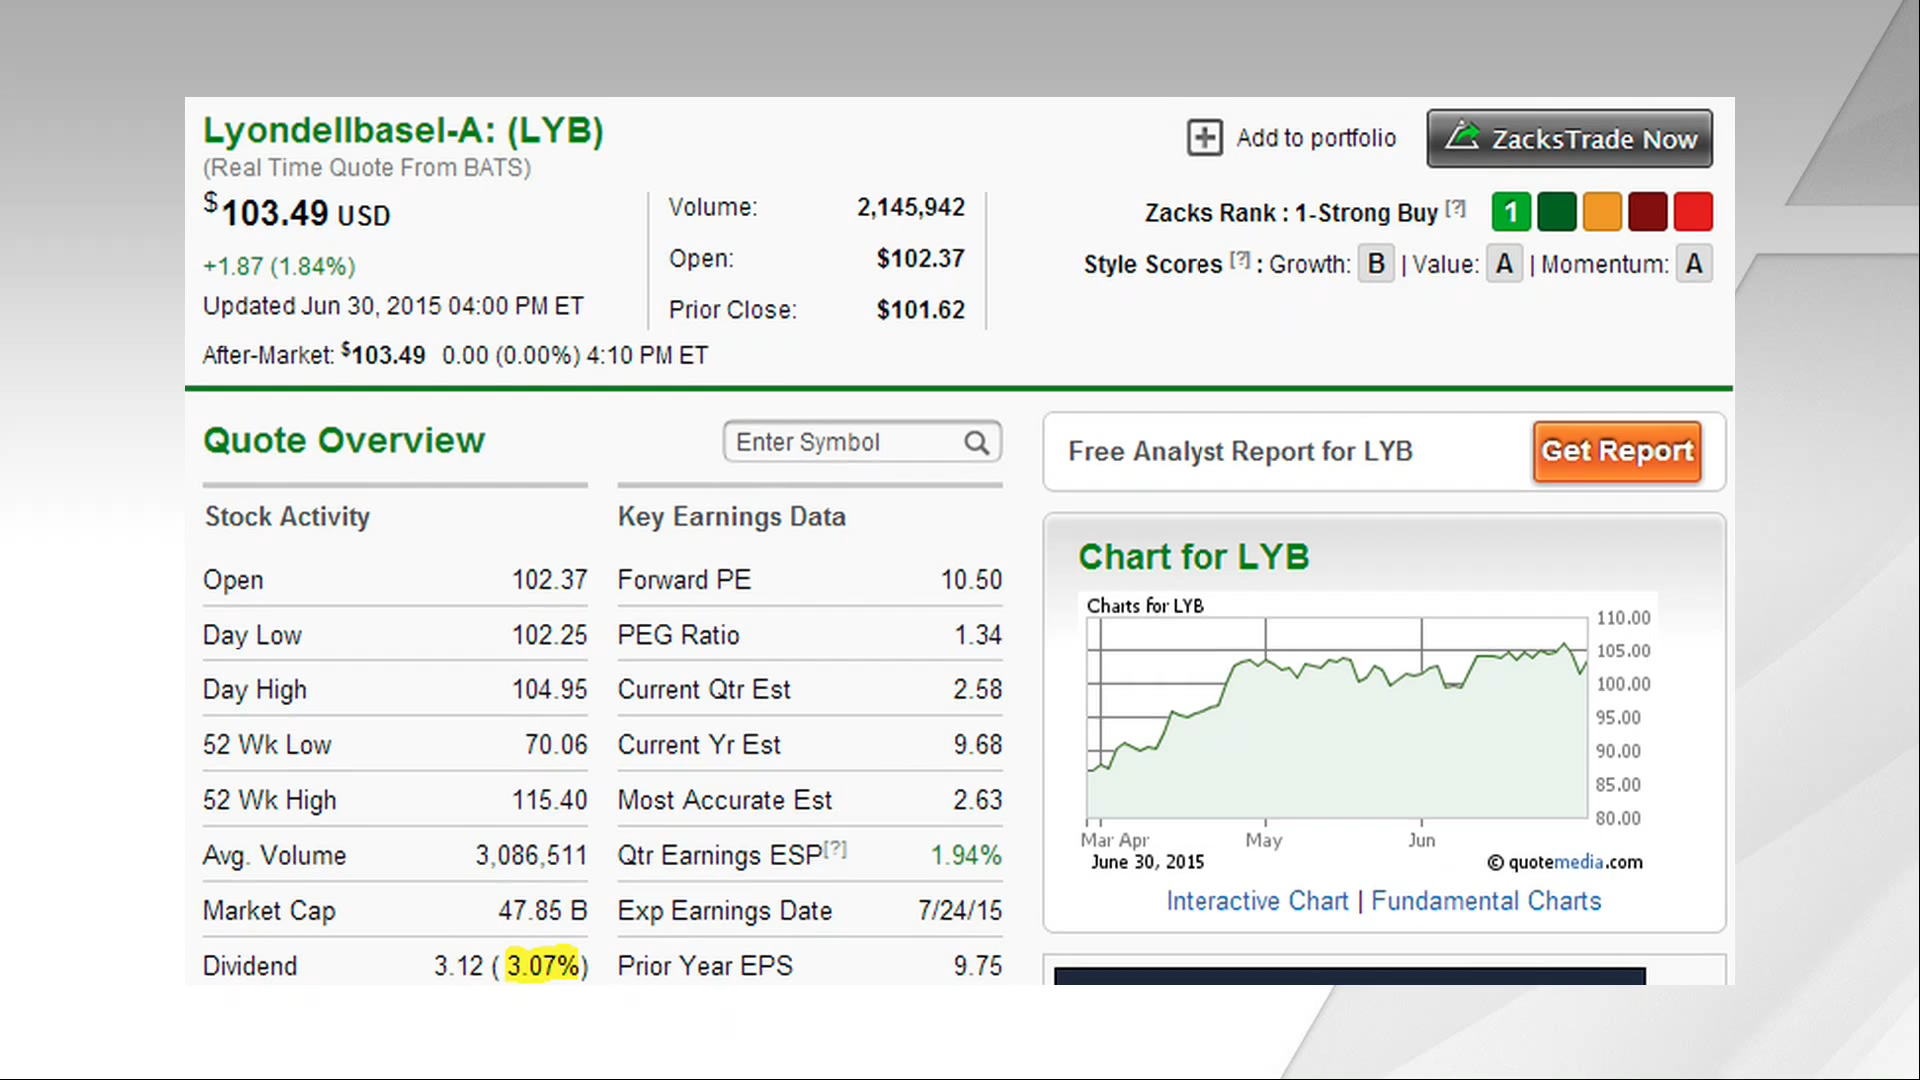 Lyondellbasel-A: (LYB)
(Real Time Quote From BATS)
$103.49 USD
+1.87 (1.84%)
Updated Jun 30, 2015 04:00 PM ET
After-Market: $103.49 0.00 (0.00%) 4:10 PM ET
Volume: 2,145,942
Open: $102.37
Prior Close: $101.62
Add to portfolio
ZacksTrade Now
Zacks Rank : 1-Strong Buy [?] 1
Style Scores [?] : Growth: B | Value: A | Momentum: A
Quote Overview
Enter Symbol
Stock Activity
Open 102.37
Day Low 102.25
Day High 104.95
52 Wk Low 70.06
52 Wk High 115.40
Avg. Volume 3,086,511
Market Cap 47.85 B
Dividend 3.12 ( 3.07%)
Key Earnings Data
Forward PE 10.50
PEG Ratio 1.34
Current Qtr Est 2.58
Current Yr Est 9.68
Most Accurate Est 2.63
Qtr Earnings ESP[?] 1.94%
Exp Earnings Date 7/24/15
Prior Year EPS 9.75
Free Analyst Report for LYB
Get Report
Chart for LYB
Charts for LYB
110.00
105.00
100.00
95.00
90.00
85.00
80.00
Mar Apr May Jun
June 30, 2015
© quotemedia.com
Interactive Chart | Fundamental Charts